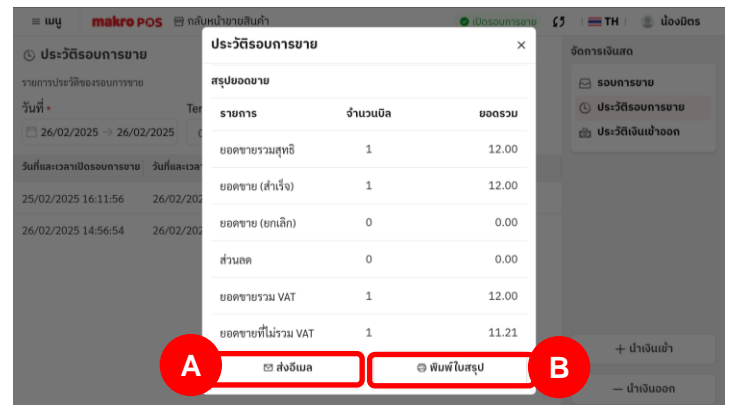 ≡ เมนู makro POS กลับหน้าขายสินค้า เปิดรอบการขาย TH น้องมิตร
ประวัติรอบการขาย
รายการประวัติของรอบการขาย
วันที่ •
26/02/2025 → 26/02/2025
วันที่และเวลาเปิดรอบการขาย
25/02/2025 16:11:56
26/02/2025 14:56:54
ประวัติรอบการขาย ×
สรุปยอดขาย
รายการ จำนวนบิล ยอดรวม
ยอดขายรวมสุทธิ 1 12.00
ยอดขาย (สำเร็จ) 1 12.00
ยอดขาย (ยกเลิก) 0 0.00
ส่วนลด 0 0.00
ยอดขายรวม VAT 1 12.00
ยอดขายที่ไม่รวม VAT 1 11.21
A ส่งอีเมล พิมพ์ใบสรุป B
จัดการเงินสด
รอบการขาย
ประวัติรอบการขาย
ประวัติเงินเข้าออก
+ นำเงินเข้า
— นำเงินออก